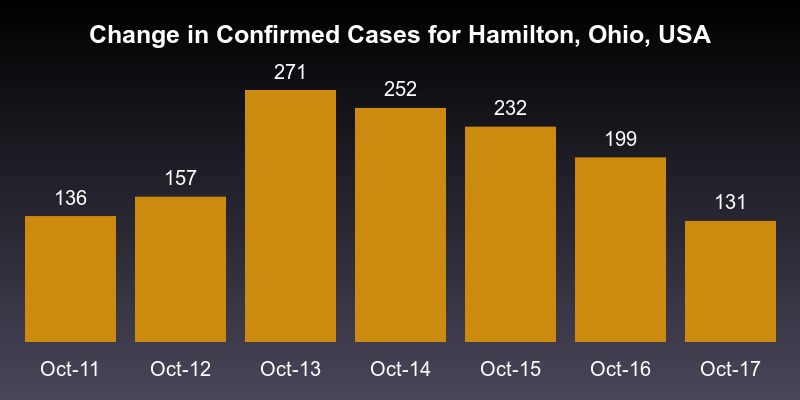 Change in Confirmed Cases for Hamilton, Ohio, USA
136 157 271 252 232 199 131
Oct-11 Oct-12 Oct-13 Oct-14 Oct-15 Oct-16 Oct-17